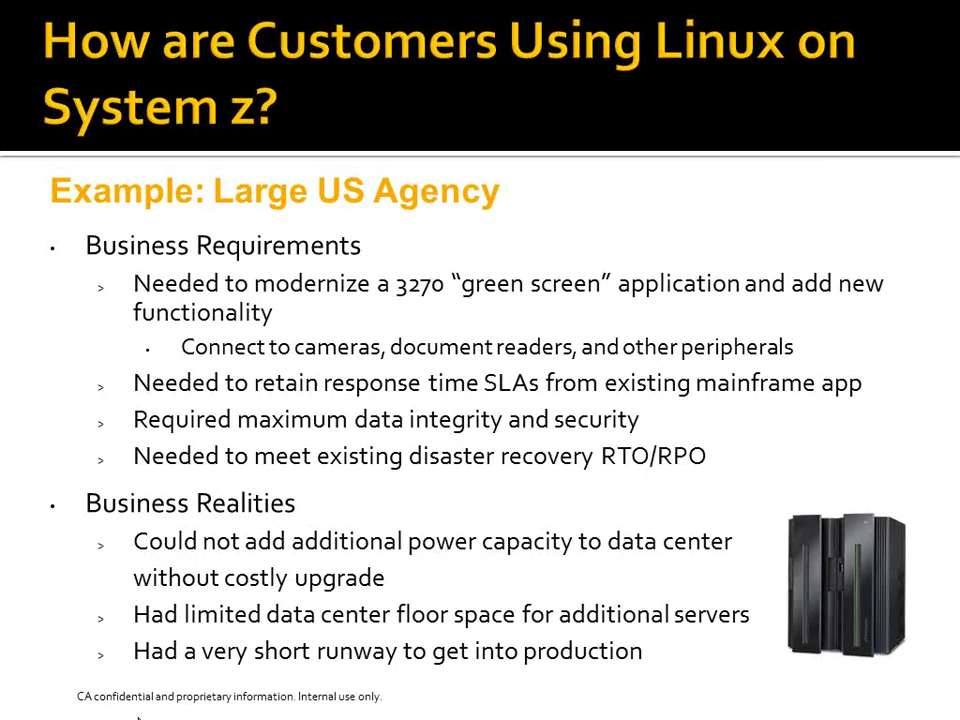 How are Customers Using Linux on
System z?
Example: Large US Agency
• Business Requirements
> Needed to modernize a 3270 “green screen” application and add new
functionality
• Connect to cameras, document readers, and other peripherals
> Needed to retain response time SLAs from existing mainframe app
> Required maximum data integrity and security
> Needed to meet existing disaster recovery RTO/RPO
• Business Realities
> Could not add additional power capacity to data center
without costly upgrade
> Had limited data center floor space for additional servers
> Had a very short runway to get into production
CA confidential and proprietary information. Internal use only.